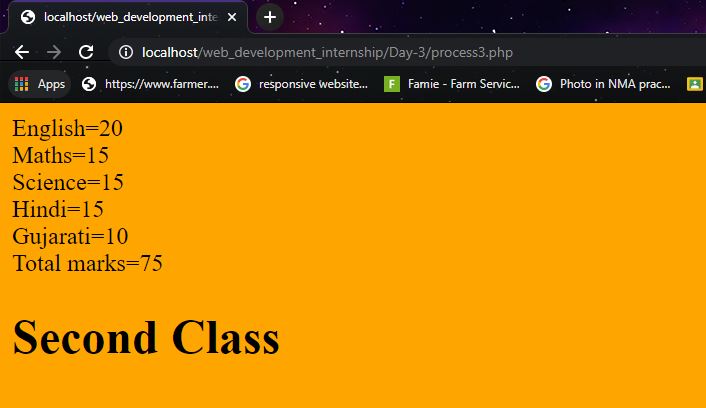 localhost/web_development_inte
localhost/web_development_internship/Day-3/process3.php
Apps
https://www.farmer....
responsive website...
Famie - Farm Servic...
Photo in NMA prac...
English=20
Maths=15
Science=15
Hindi=15
Gujarati=10
Total marks=75
Second Class